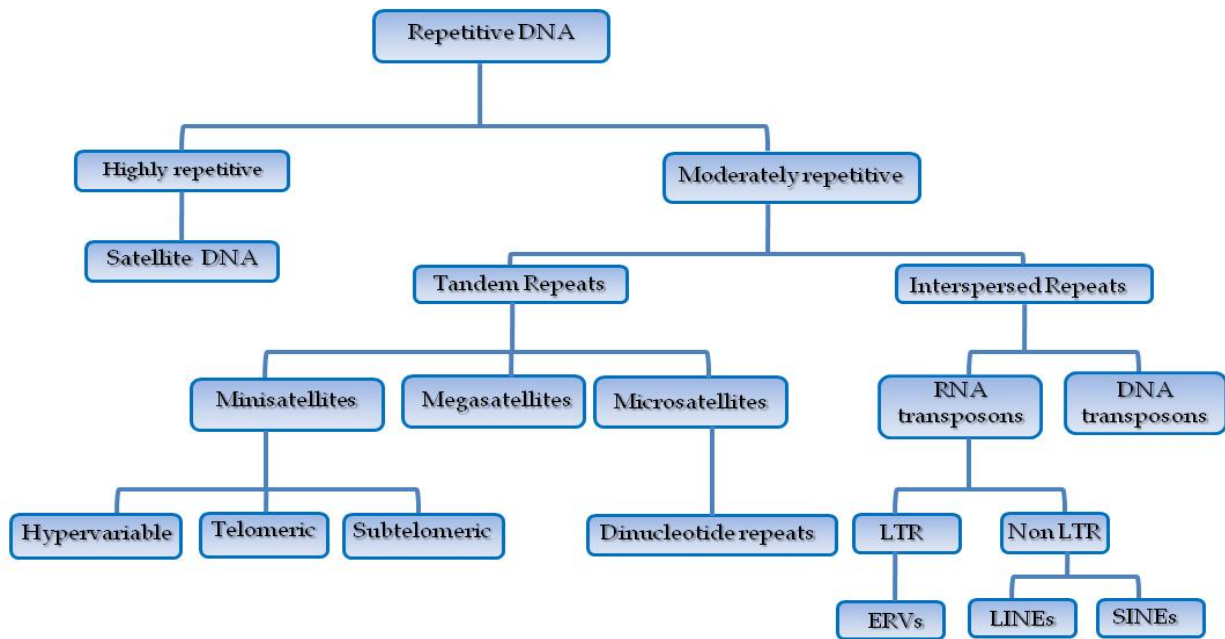 Repetitive DNA
Highly repetitive
Moderately repetitive
Satellite DNA
Tandem Repeats
Interspersed Repeats
Minisatellites
Megasatellites
Microsatellites
RNA
transposons
DNA
transposons
Hypervariable
Telomeric
Subtelomeric
Dinucleotide repeats
LTR
Non LTR
ERVs
LINEs
SINEs